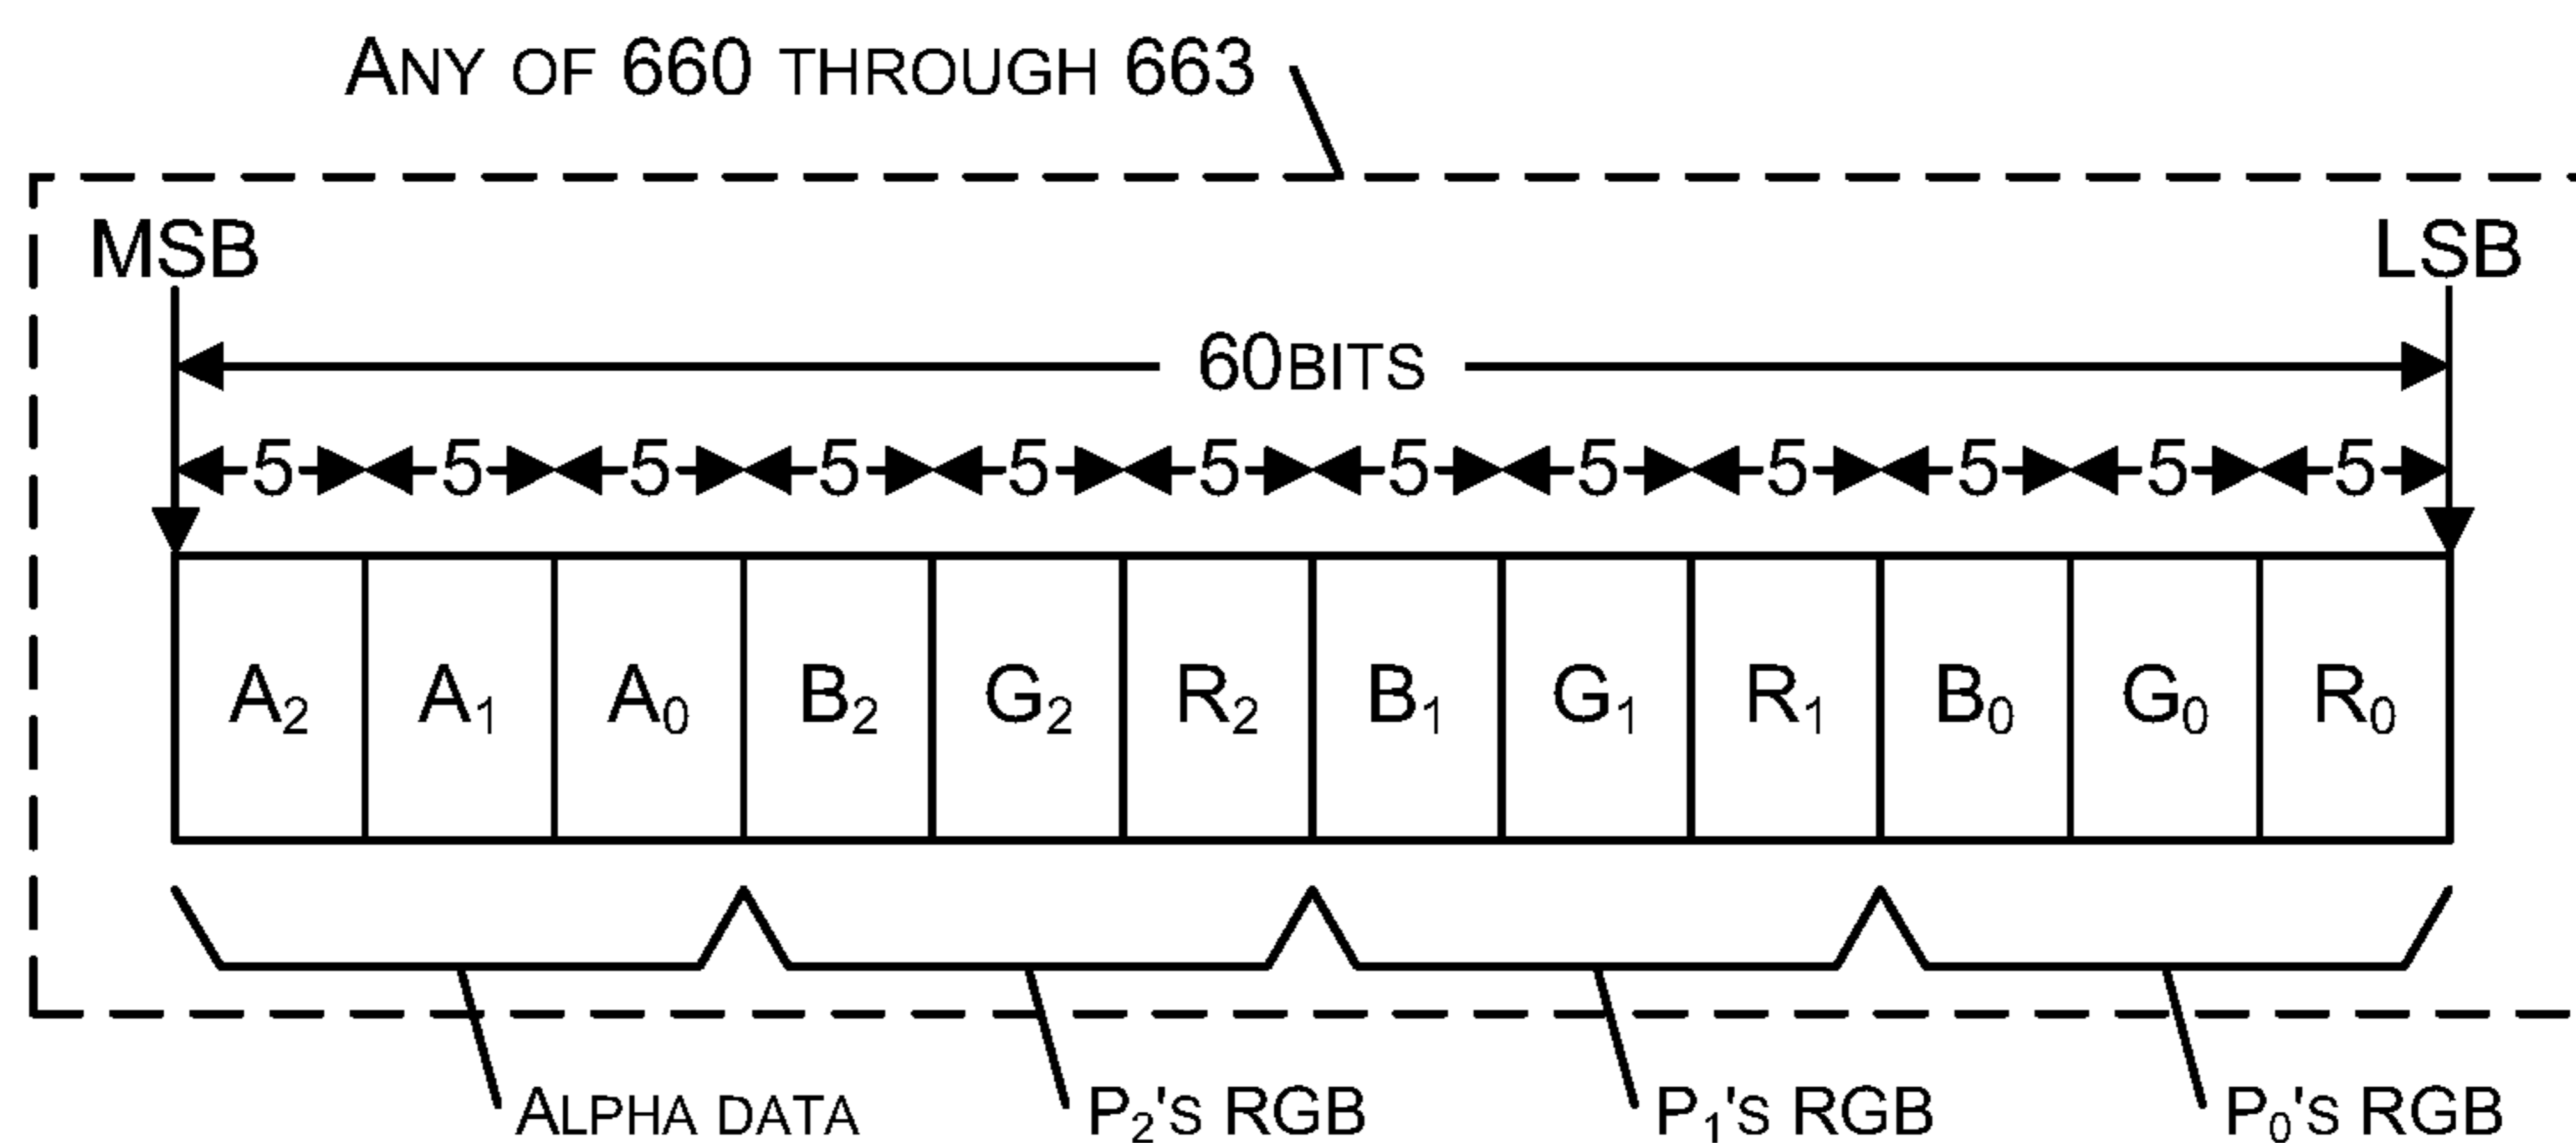 ANY OF 660 THROUGH 663
MSB LSB
60BITS
5 5 5 5 5 5 5 5 5 5 5 5
A₂ A₁ A₀ B₂ G₂ R₂ B₁ G₁ R₁ B₀ G₀ R₀
ALPHA DATA P₂'S RGB P₁'S RGB P₀'S RGB